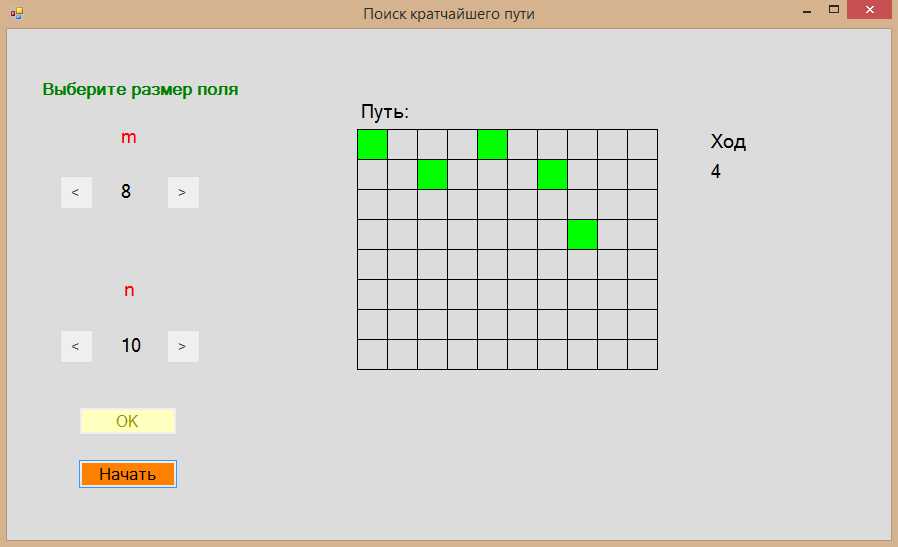 Поиск кратчайшего пути
Выберите размер поля
Путь:
m
Ход
< 8 >
4
n
< 10 >
OK
Начать